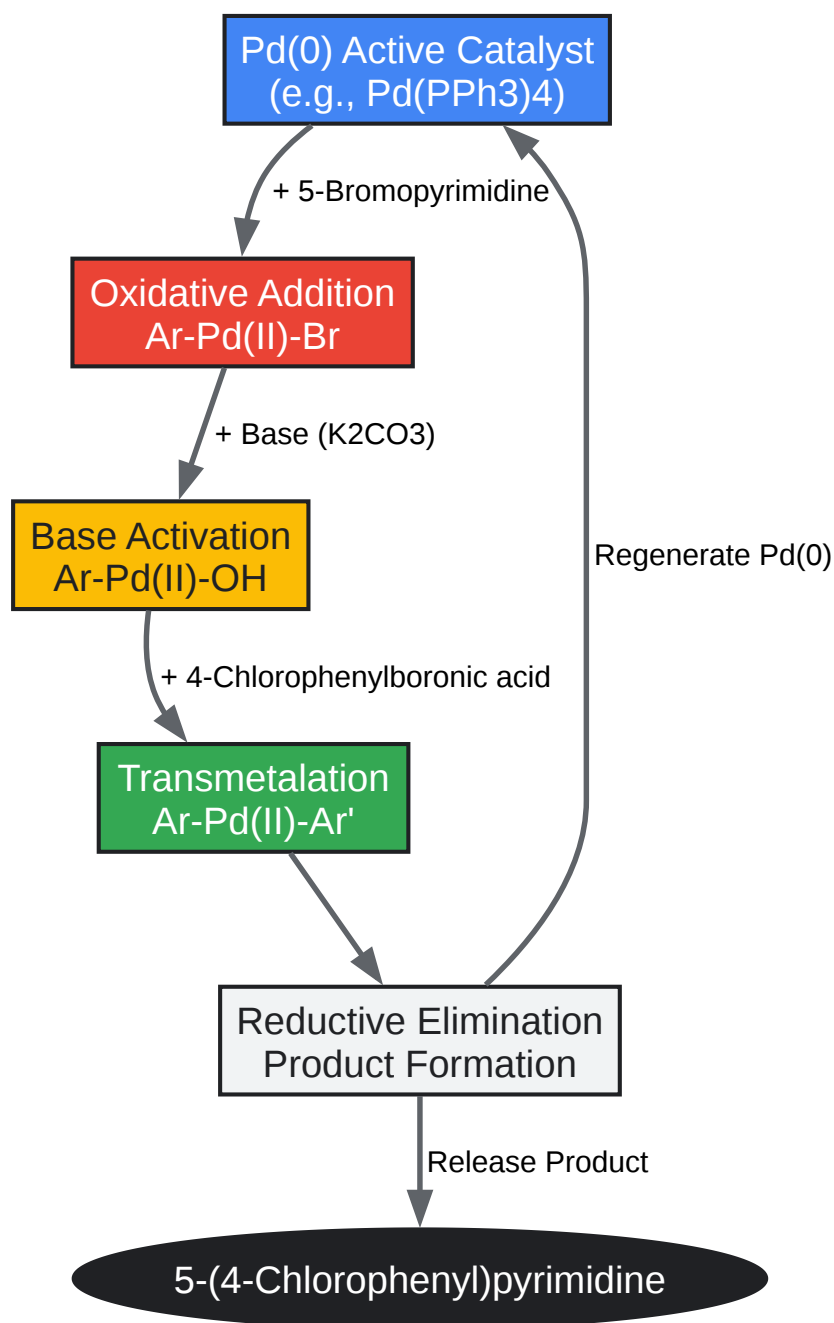 Pd(0) Active Catalyst
(e.g., Pd(PPh3)4)
+ 5-Bromopyrimidine
Oxidative Addition
Ar-Pd(II)-Br
+ Base (K2CO3)
Base Activation
Ar-Pd(II)-OH
Regenerate Pd(0)
+ 4-Chlorophenylboronic acid
Transmetalation
Ar-Pd(II)-Ar'
Reductive Elimination
Product Formation
Release Product
5-(4-Chlorophenyl)pyrimidine